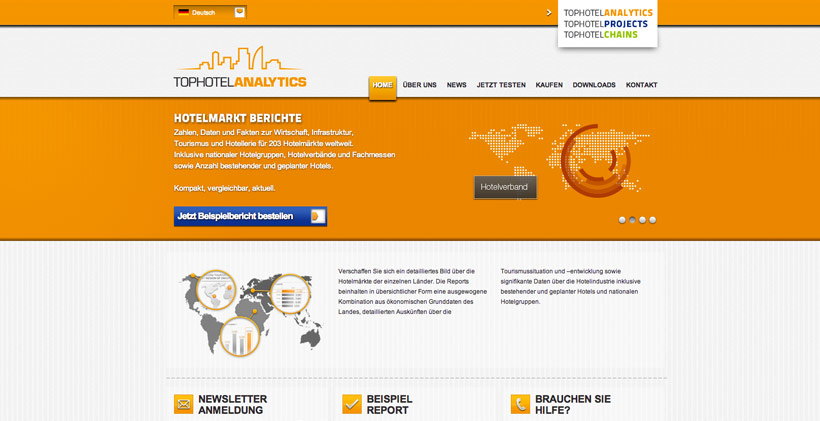 Deutsch
TOPHOTELANALYTICS
TOPHOTELPROJECTS
TOPHOTELCHAINS
TOPHOTELANALYTICS
HOME ÜBER UNS NEWS JETZT TESTEN KAUFEN DOWNLOADS KONTAKT
HOTELMARKT BERICHTE
Zahlen, Daten und Fakten zur Wirtschaft, Infrastruktur,
Tourismus und Hotellerie für 203 Hotelmärkte weltweit.
Inklusive nationaler Hotelgruppen, Hotelverbände und Fachmessen
sowie Anzahl bestehender und geplanter Hotels.
Kompakt, vergleichbar, aktuell.
Hotelverband
Jetzt Beispielbericht bestellen
Verschaffen Sie sich ein detailliertes Bild über die
Hotelmärkte der einzelnen Länder. Die Reports
beinhalten in übersichtlicher Form eine ausgewogene
Kombination aus ökonomischen Grunddaten des
Landes, detaillierten Auskünften über die
Tourismussituation und –entwicklung sowie
signifikante Daten über die Hotelindustrie inklusive
bestehender und geplanter Hotels und nationalen
Hotelgruppen.
NEWSLETTER
ANMELDUNG
BEISPIEL
REPORT
BRAUCHEN SIE
HILFE?